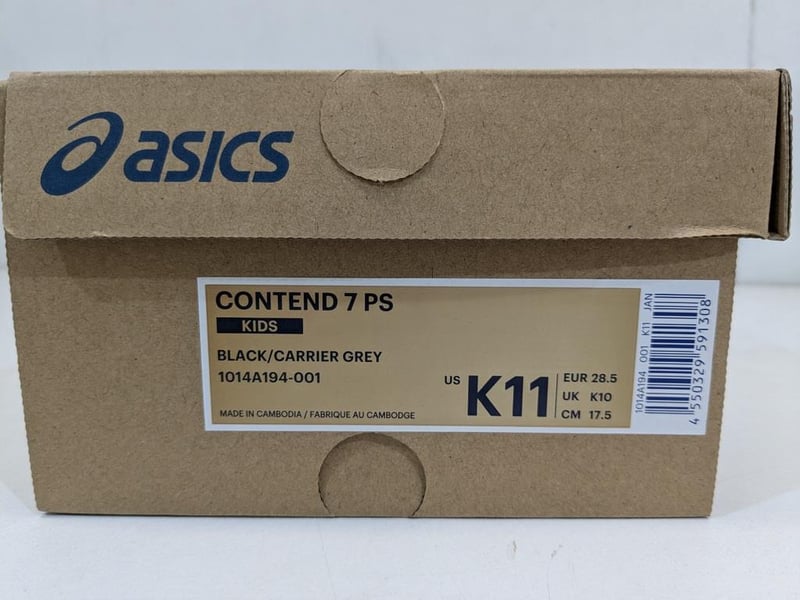 asics
CONTEND 7 PS
KIDS
BLACK/CARRIER GREY
1014A194-001
MADE IN CAMBODIA / FABRIQUE AU CAMBODGE
US K11
EUR 28.5
UK K10
CM 17.5
1014A194 001 K11 JAN
4 550329 591308